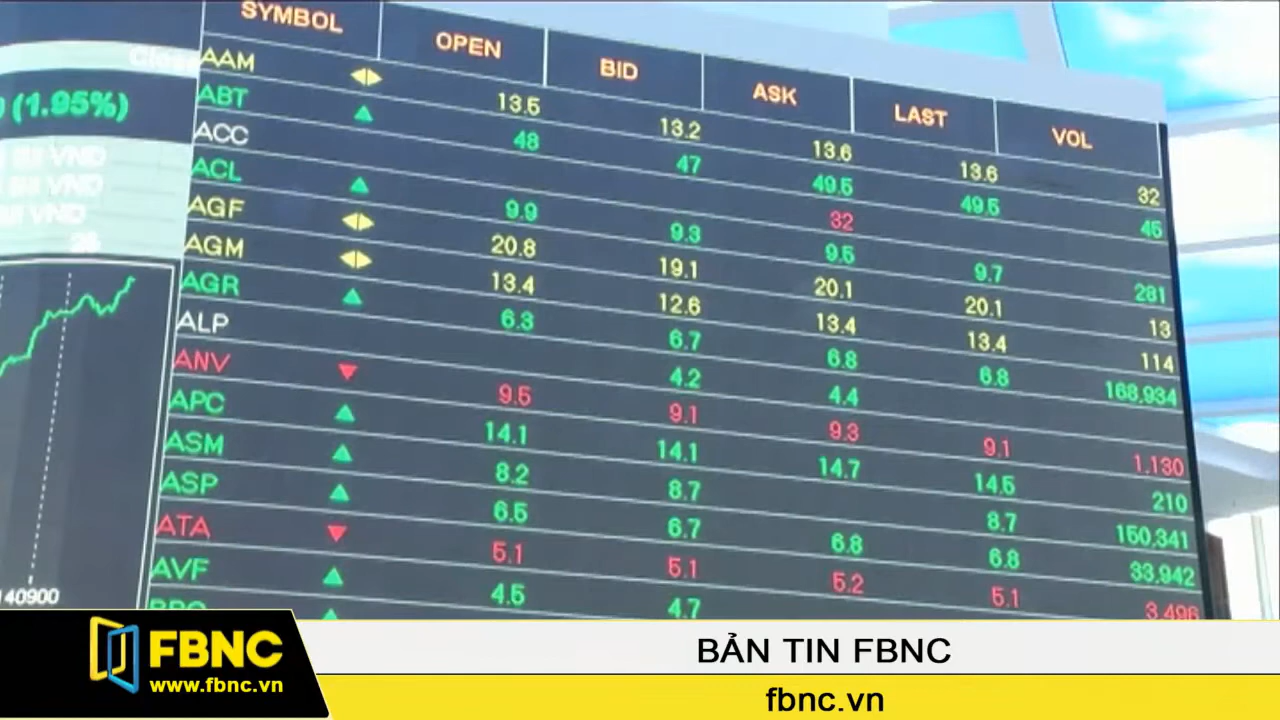 (1.95%)
VND
VND
VND
140900
SYMBOL OPEN BID ASK LAST VOL
AAM 13.5 13.2 13.6 13.6 32
ABT 48 47 49.5 49.5 45
ACC 32
ACL 9.9 9.3 9.5 9.7 281
AGF 20.8 19.1 20.1 20.1 13
AGM 13.4 12.6 13.4 13.4 114
AGR 6.3 6.7 6.8 6.8 168,934
ALP 4.2 4.4
ANV 9.5 9.1 9.3 9.1 1,130
APC 14.1 14.1 14.7 14.5 210
ASM 8.2 8.7 8.7 150,341
ASP 6.5 6.7 6.8 6.8 33,942
ATA 5.1 5.1 5.2 5.1 3,496
AVF 4.5 4.7
FBNC
www.fbnc.vn
BẢN TIN FBNC
fbnc.vn